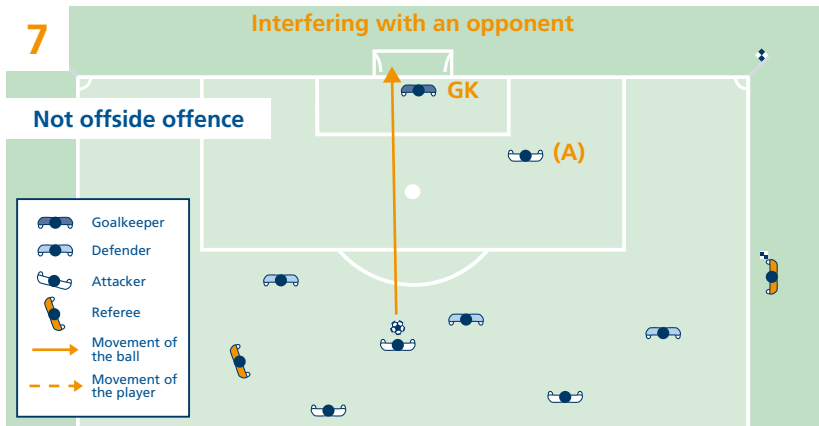 7
Interfering with an opponent
GK
Not offside offence
(A)
Goalkeeper
Defender
Attacker
Referee
Movement of
the ball
Movement of
the player